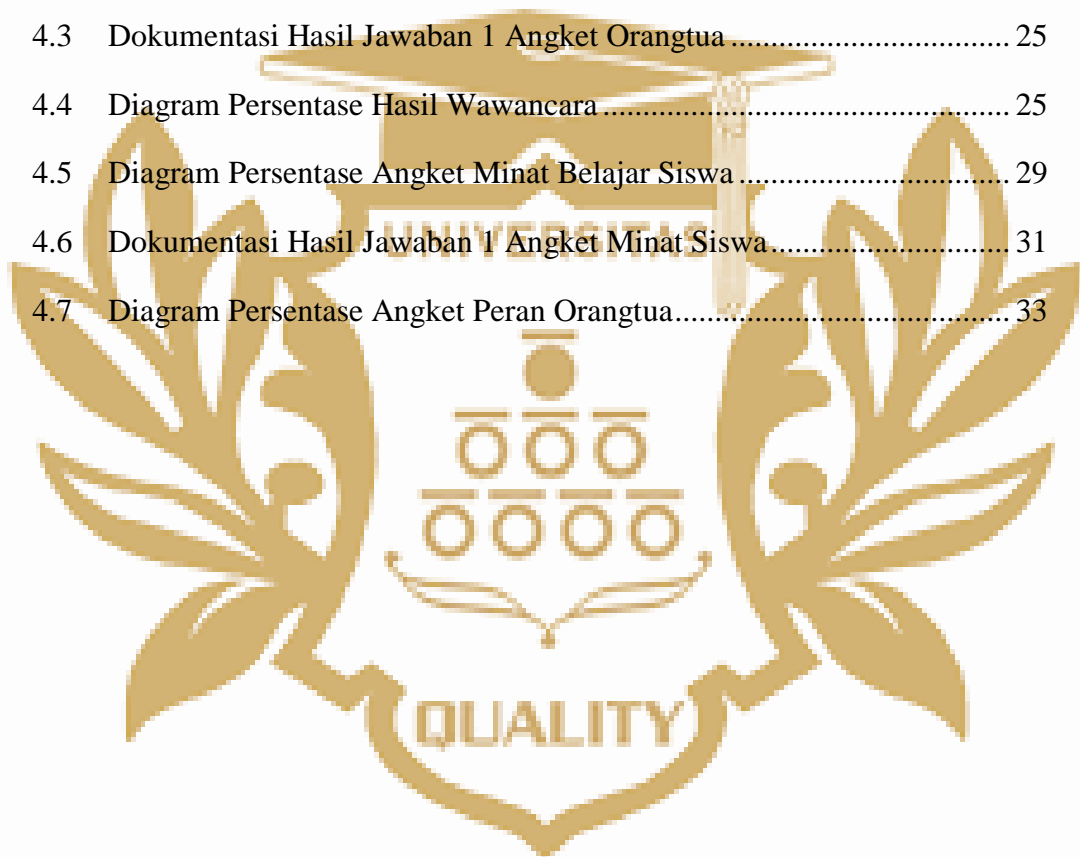 4.3 Dokumentasi Hasil Jawaban 1 Angket Orangtua .................................. 25
4.4 Diagram Persentase Hasil Wawancara .................................................. 25
4.5 Diagram Persentase Angket Minat Belajar Siswa ................................. 29
UNIVERSITAS
4.6 Dokumentasi Hasil Jawaban 1 Angket Minat Siswa ............................. 31
4.7 Diagram Persentase Angket Peran Orangtua ......................................... 33
QUALITY